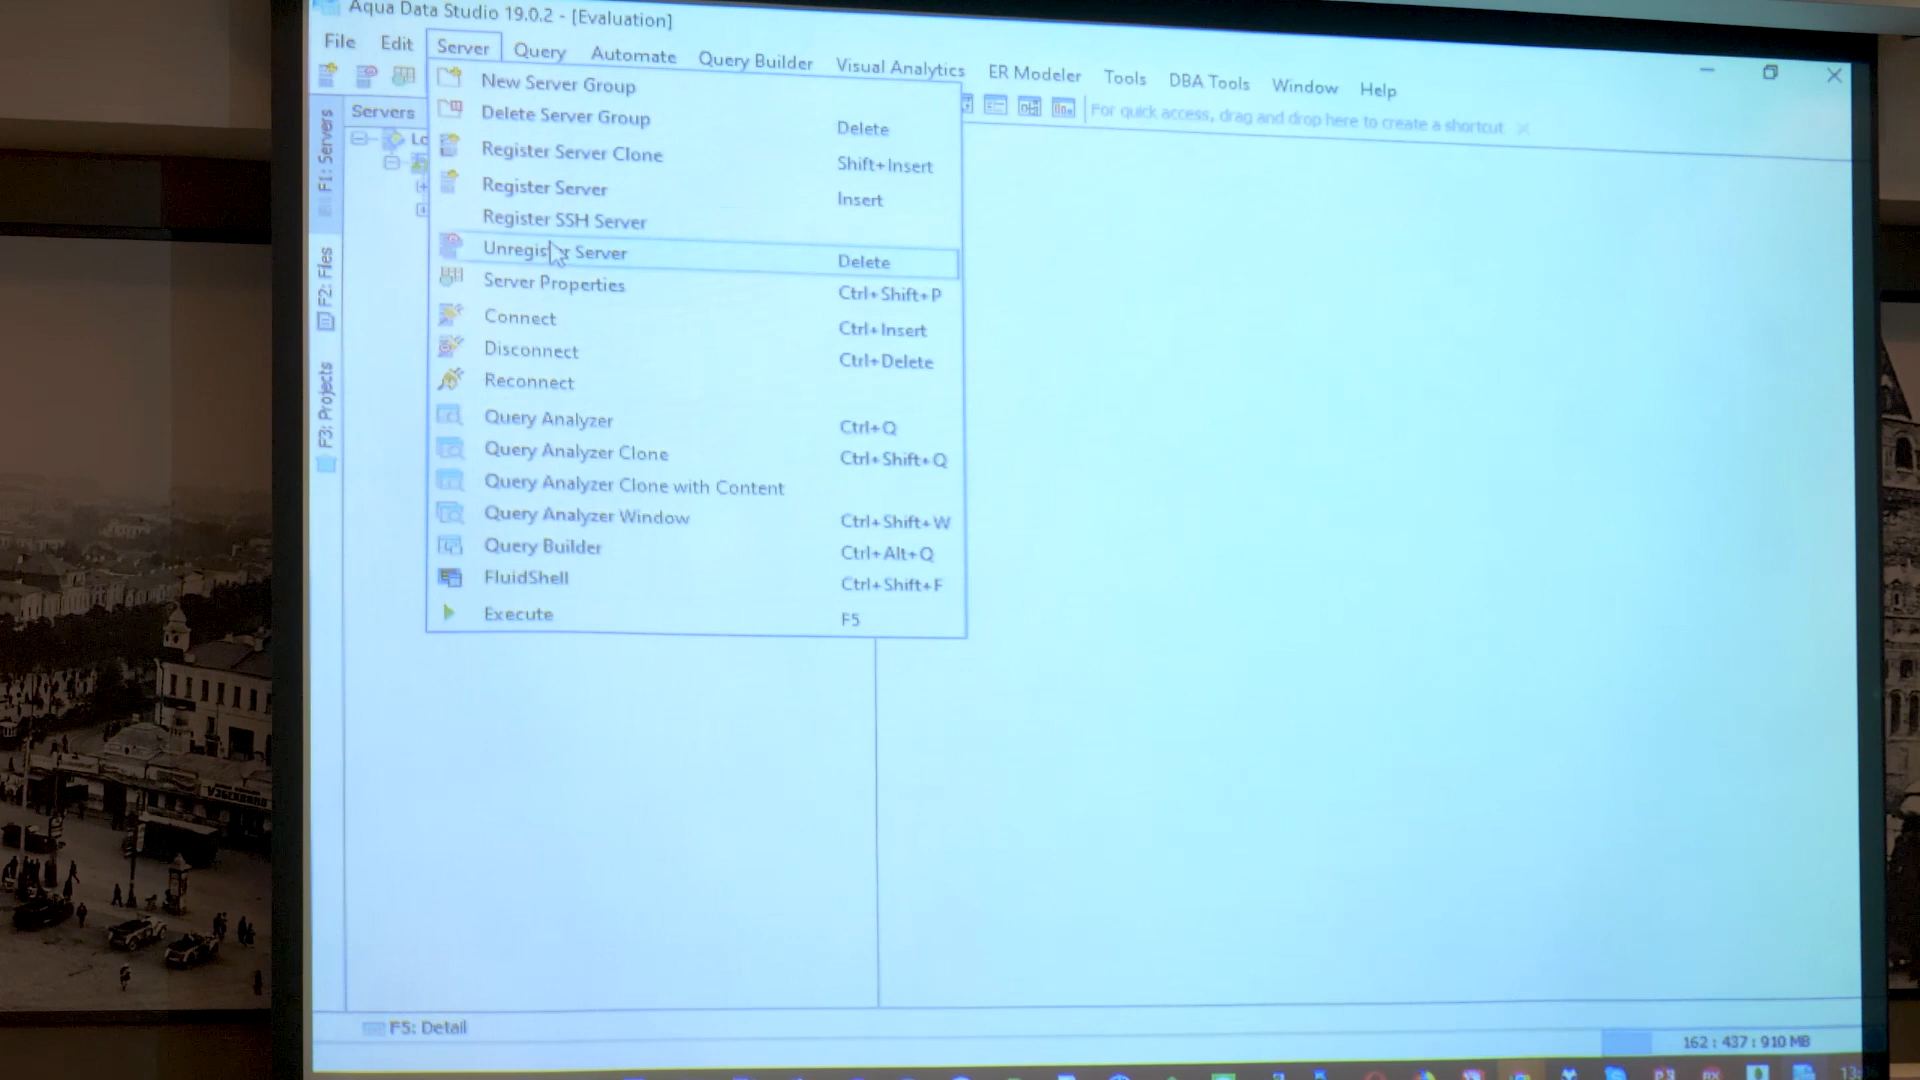 Aqua Data Studio 19.0.2 - [Evaluation]
File Edit Server Query Automate Query Builder Visual Analytics ER Modeler Tools DBA Tools Window Help
For quick access, drag and drop here to create a shortcut
F1: Servers
F2: Files
F3: Projects
Servers
New Server Group
Delete Server Group Delete
Register Server Clone Shift+Insert
Register Server Insert
Register SSH Server
Unregister Server Delete
Server Properties Ctrl+Shift+P
Connect Ctrl+Insert
Disconnect Ctrl+Delete
Reconnect
Query Analyzer Ctrl+Q
Query Analyzer Clone Ctrl+Shift+Q
Query Analyzer Clone with Content
Query Analyzer Window Ctrl+Shift+W
Query Builder Ctrl+Alt+Q
FluidShell Ctrl+Shift+F
Execute F5
F5: Detail
162 : 437 : 910 MB